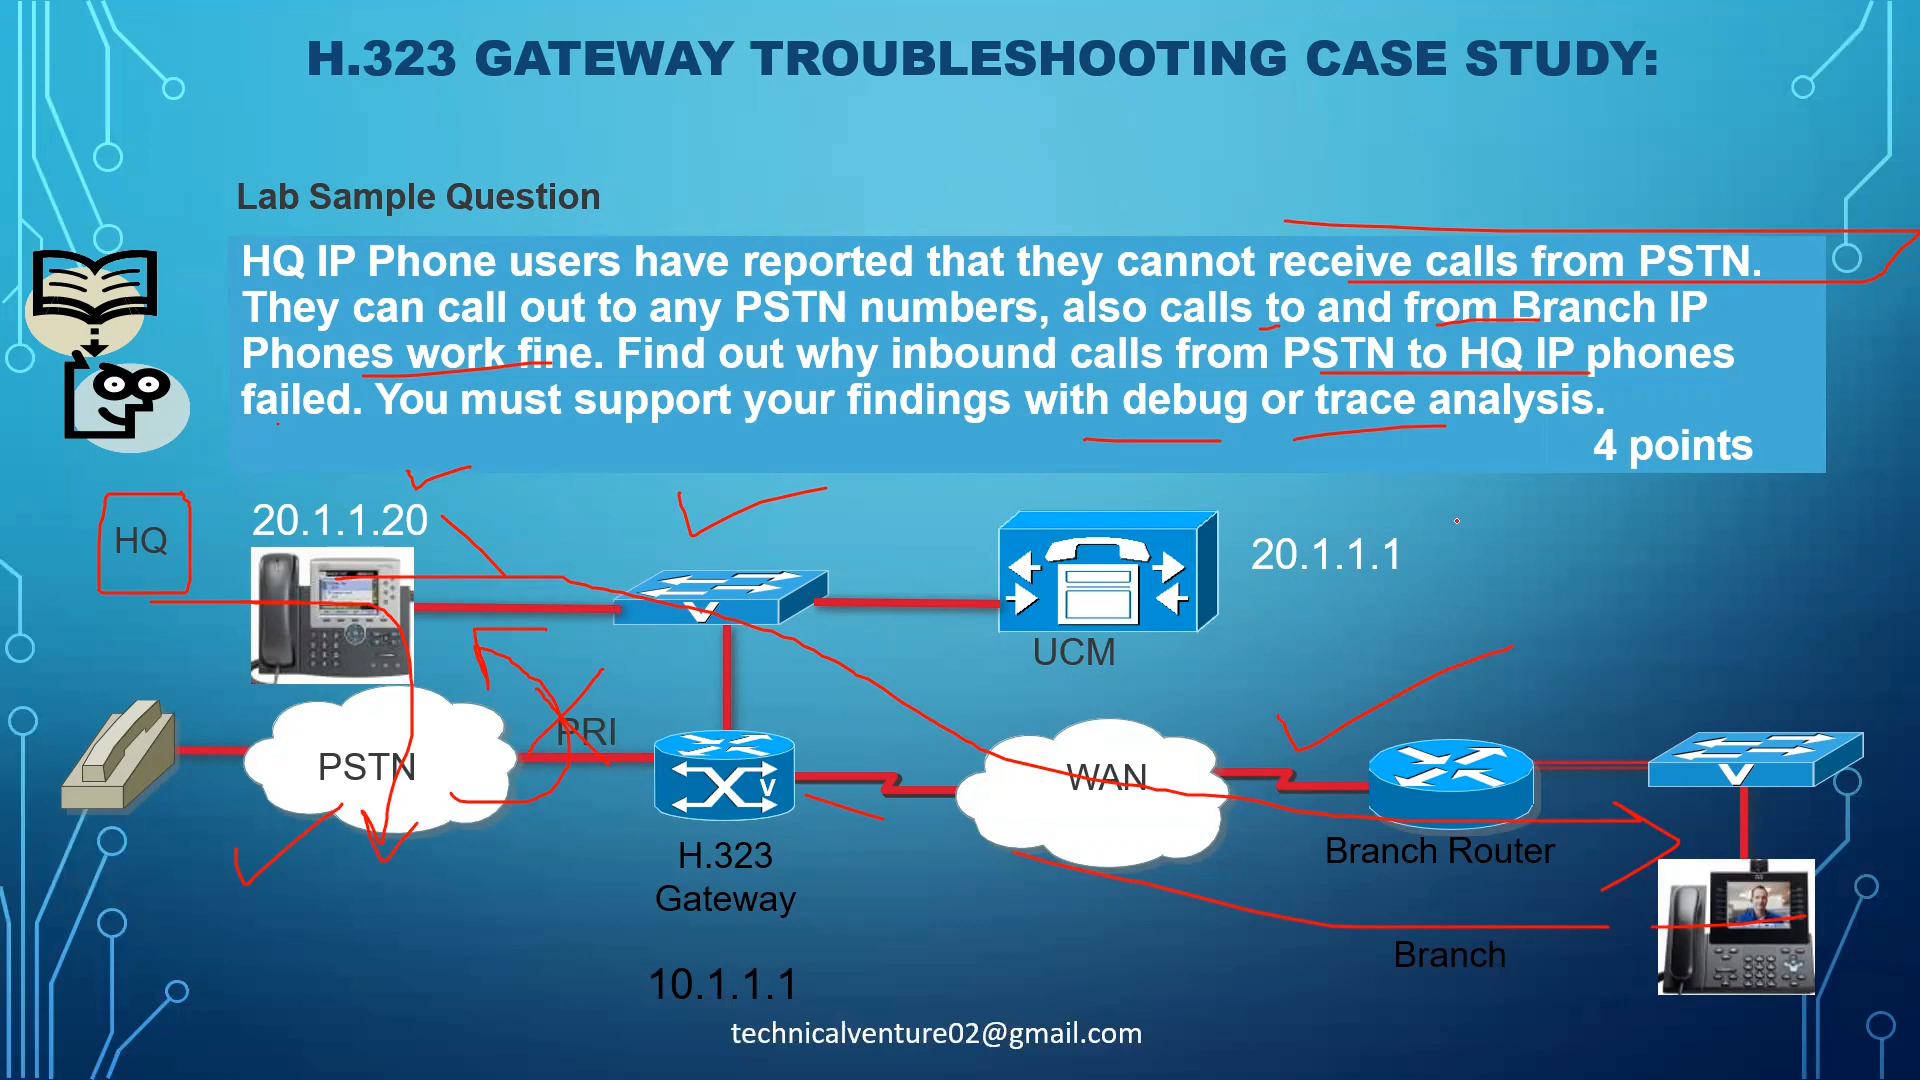 H.323 GATEWAY TROUBLESHOOTING CASE STUDY:
Lab Sample Question
HQ IP Phone users have reported that they cannot receive calls from PSTN.
They can call out to any PSTN numbers, also calls to and from Branch IP
Phones work fine. Find out why inbound calls from PSTN to HQ IP phones
failed. You must support your findings with debug or trace analysis.
4 points
HQ
20.1.1.20
20.1.1.1
V
UCM
PRI
PSTN
V
WAN
V
H.323
Gateway
Branch Router
Branch
10.1.1.1
technicalventure02@gmail.com